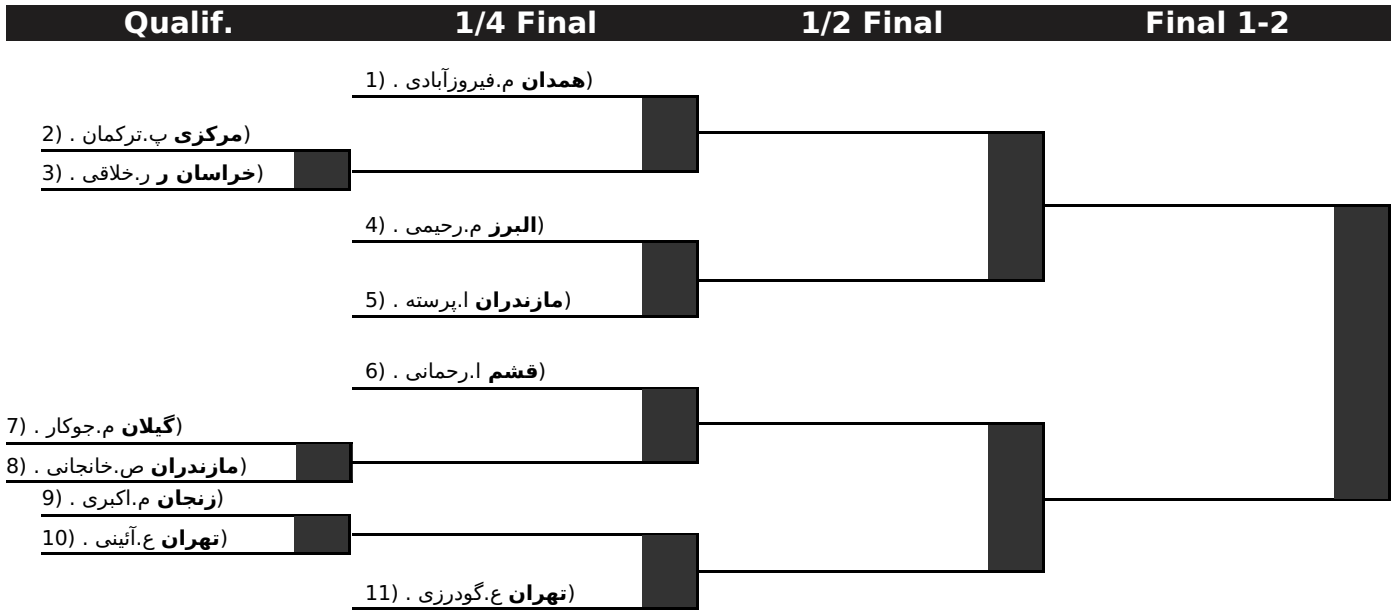 Qualif. 1/4 Final 1/2 Final Final 1-2
1) . م.فیروزآبادی همدان)
2) . پ.ترکمان مرکزی)
3) . ر.خلاقی خراسان ر)
4) . م.رحیمی البرز)
5) . ا.پرسته مازندران)
6) . ا.رحمانی قشم)
7) . م.جوکار گیلان)
8) . ص.خانجانی مازندران)
9) . م.اکبری زنجان)
10) . ع.آئینی تهران)
11) . ع.گودرزی تهران)